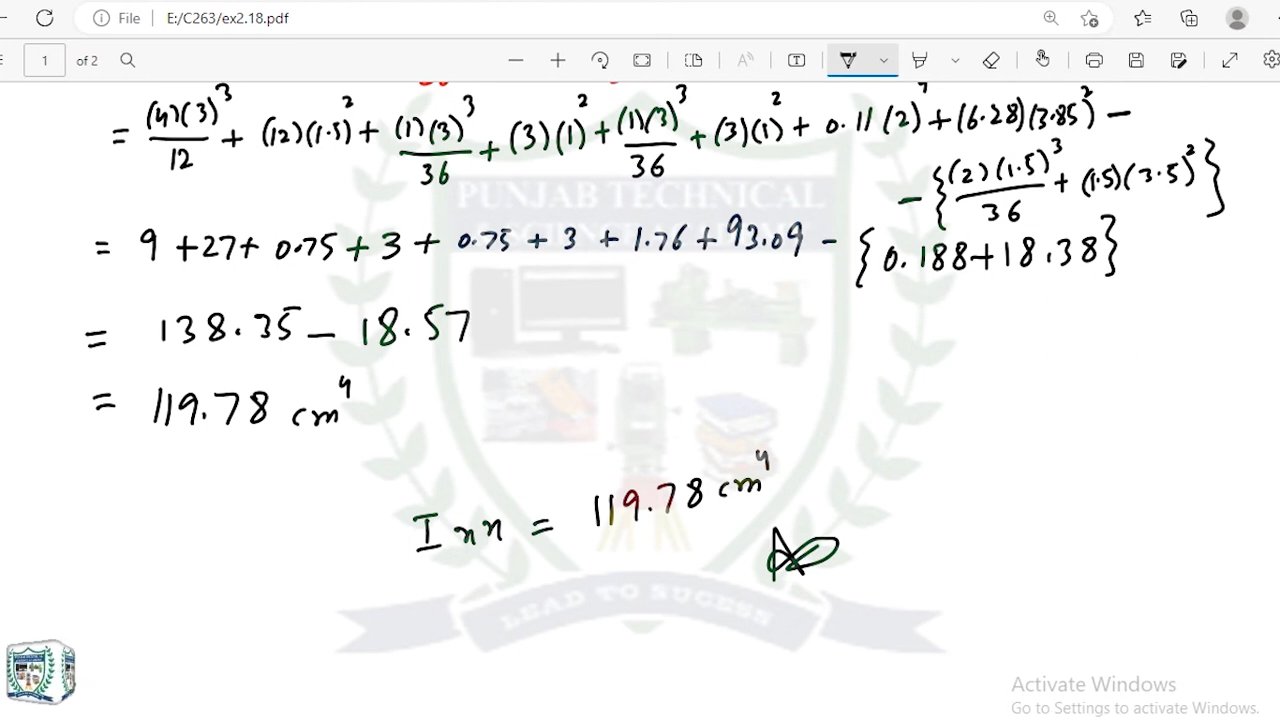 File | E:/C263/ex2.18.pdf
1 of 2
= (4)(3)³/12 + (12)(1.5)² + (1)(3)³/36 + (3)(1)² + (1)(3)³/36 + (3)(1)² + 0.11(2)⁴ + (6.28)(3.85)² –
– {(2)(1.5)³/36 + (1.5)(3.5)²}
= 9 + 27 + 0.75 + 3 + 0.75 + 3 + 1.76 + 93.09 – {0.188 + 18.38}
= 138.35 – 18.57
= 119.78 cm⁴
Ixx = 119.78 cm⁴
PUNJAB TECHNICAL
LEAD TO SUCESS
Activate Windows
Go to Settings to activate Windows.